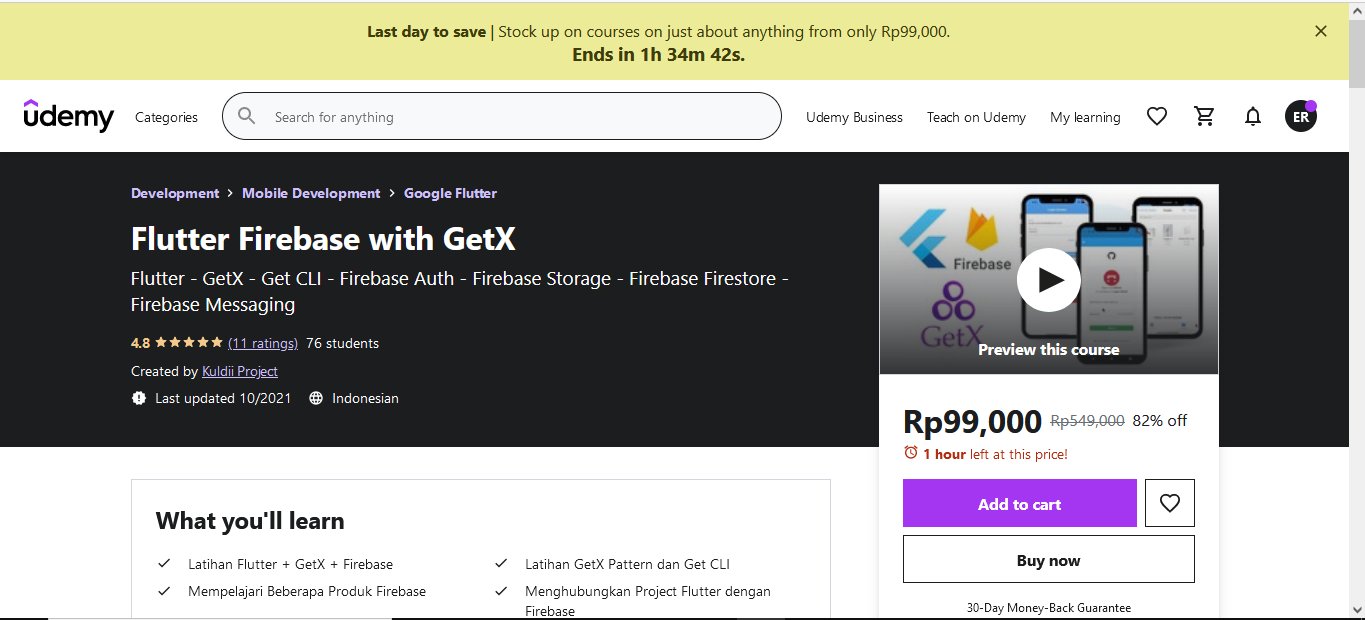 Last day to save | Stock up on courses on just about anything from only Rp99,000.
Ends in 1h 34m 42s.
udemy
Categories
Search for anything
Udemy Business
Teach on Udemy
My learning
ER
Development > Mobile Development > Google Flutter
Flutter Firebase with GetX
Flutter - GetX - Get CLI - Firebase Auth - Firebase Storage - Firebase Firestore -
Firebase Messaging
4.8 (11 ratings) 76 students
Created by Kuldii Project
Last updated 10/2021 Indonesian
Firebase
GetX
Preview this course
Rp99,000 Rp549,000 82% off
1 hour left at this price!
Add to cart
Buy now
30-Day Money-Back Guarantee
What you'll learn
Latihan Flutter + GetX + Firebase
Mempelajari Beberapa Produk Firebase
Latihan GetX Pattern dan Get CLI
Menghubungkan Project Flutter dengan
Firebase